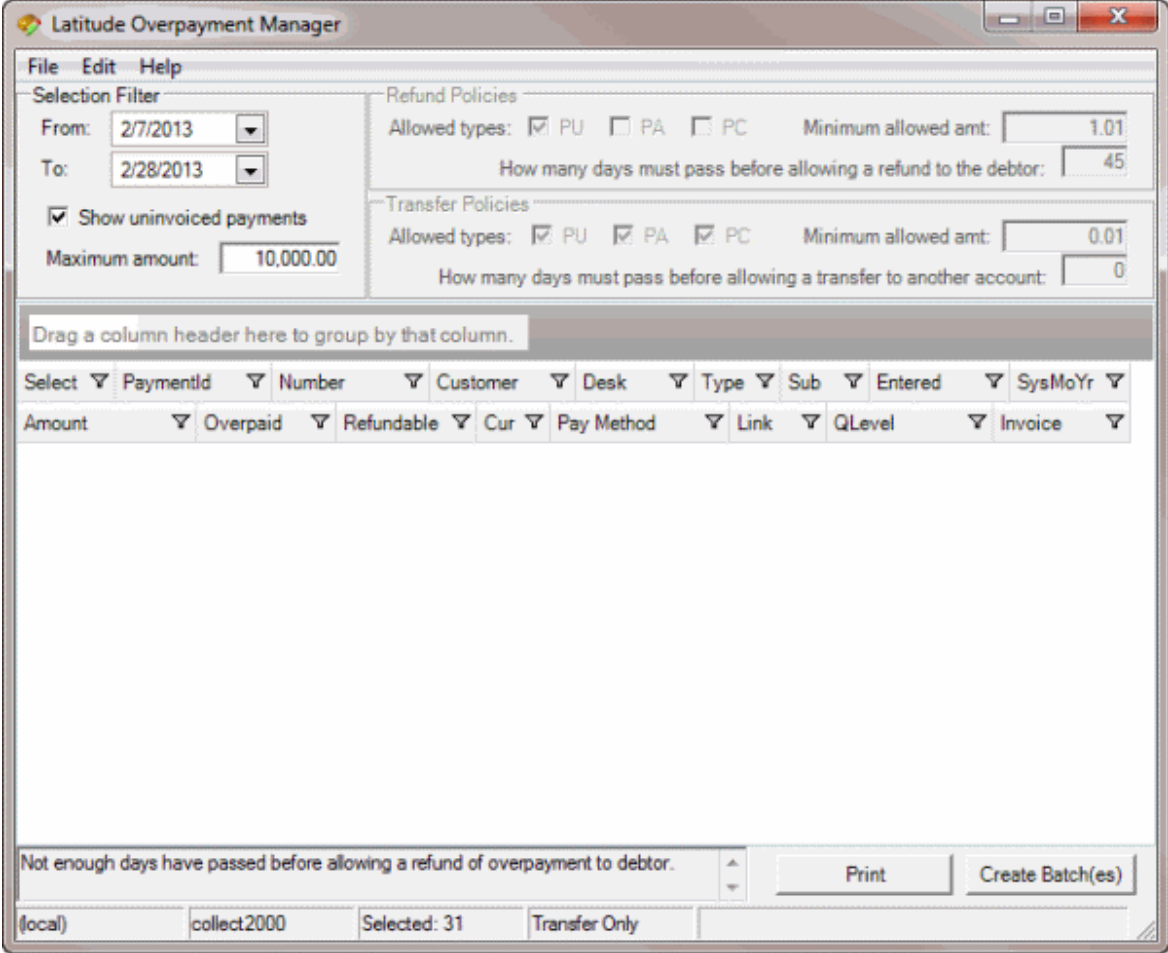 Latitude Overpayment Manager
File Edit Help
Selection Filter
From: 2/7/2013
To: 2/28/2013
Show uninvoiced payments
Maximum amount: 10,000.00
Refund Policies
Allowed types: PU PA PC Minimum allowed amt: 1.01
How many days must pass before allowing a refund to the debtor: 45
Transfer Policies
Allowed types: PU PA PC Minimum allowed amt: 0.01
How many days must pass before allowing a transfer to another account: 0
Drag a column header here to group by that column.
Select PaymentId Number Customer Desk Type Sub Entered SysMoYr
Amount Overpaid Refundable Cur Pay Method Link QLevel Invoice
Not enough days have passed before allowing a refund of overpayment to debtor.
Print Create Batch(es)
(local) collect2000 Selected: 31 Transfer Only